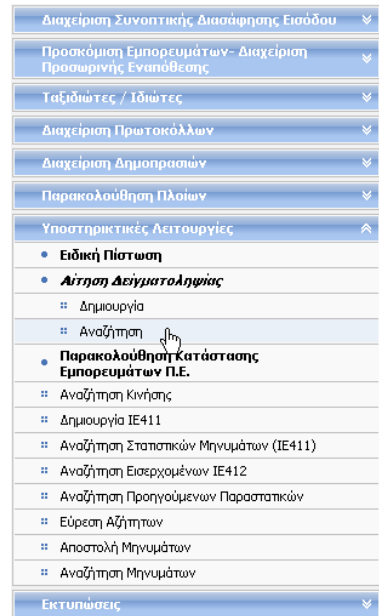 Διαχείριση Συνοπτικής Διασάφησης Εισόδου
Προσκόμιση Εμπορευμάτων- Διαχείριση
Προσωρινής Εναπόθεσης
Ταξιδιώτες / Ιδιώτες
Διαχείριση Πρωτοκόλλων
Διαχείριση Δημοπρασιών
Παρακολούθηση Πλοίων
Υποστηρικτικές Λειτουργίες
Ειδική Πίστωση
Αίτηση Δείγματοληψίας
Δημιουργία
Αναζήτηση
Παρακολούθηση Κατάστασης
Εμπορευμάτων Π.Ε.
Αναζήτηση Κινήσης
Δημιουργία ΙΕ411
Αναζήτηση Στατιστικών Μηνυμάτων (ΙΕ411)
Αναζήτηση Εισερχομένων ΙΕ412
Αναζήτηση Προηγούμενων Παραστατικών
Εύρεση Αζήτητων
Αποστολή Μηνυμάτων
Αναζήτηση Μηνυμάτων
Εκτυπώσεις